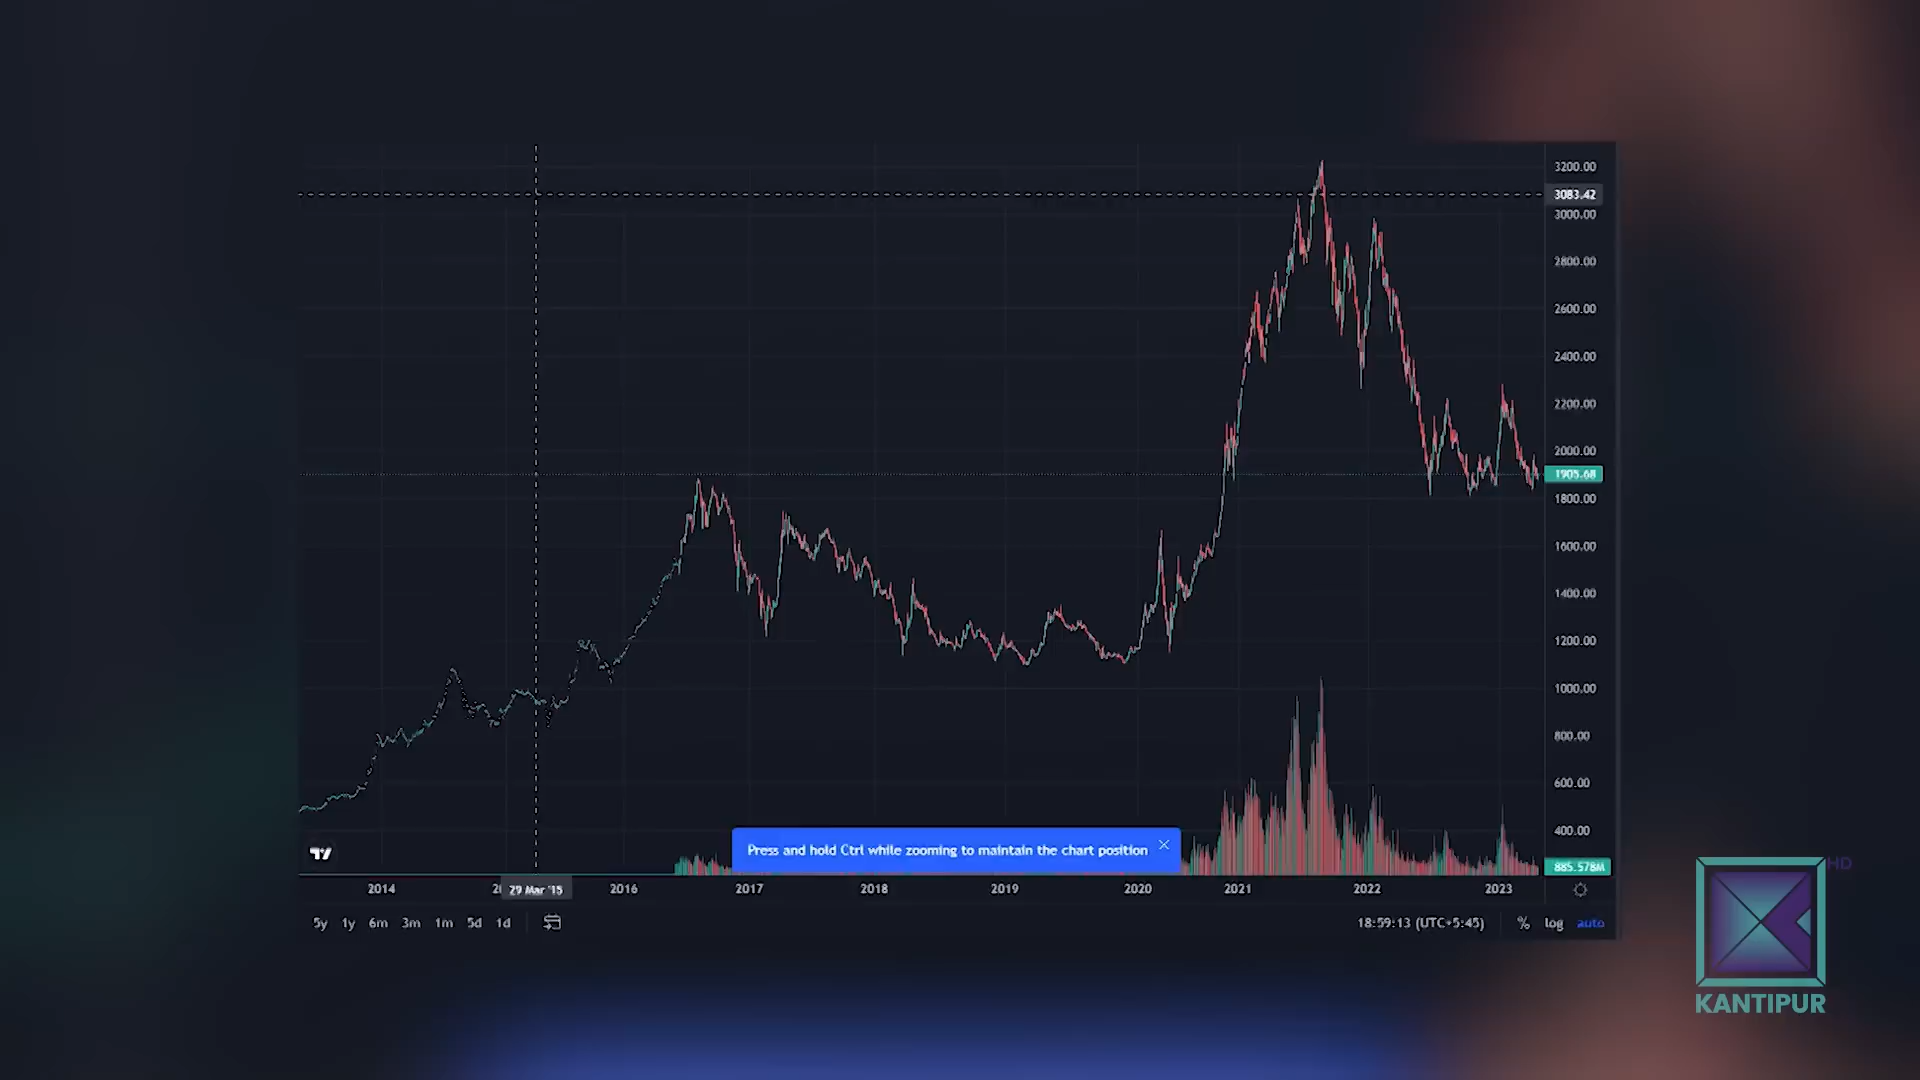 3200.00
3083.42
3000.00
2800.00
2600.00
2400.00
2200.00
2000.00
1905.68
1800.00
1600.00
1400.00
1200.00
1000.00
800.00
600.00
400.00
885.578M
Press and hold Ctrl while zooming to maintain the chart position
2014 29 Mar '15 2016 2017 2018 2019 2020 2021 2022 2023
5y 1y 6m 3m 1m 5d 1d 18:59:13 (UTC+5:45) % log auto
HD
KANTIPUR